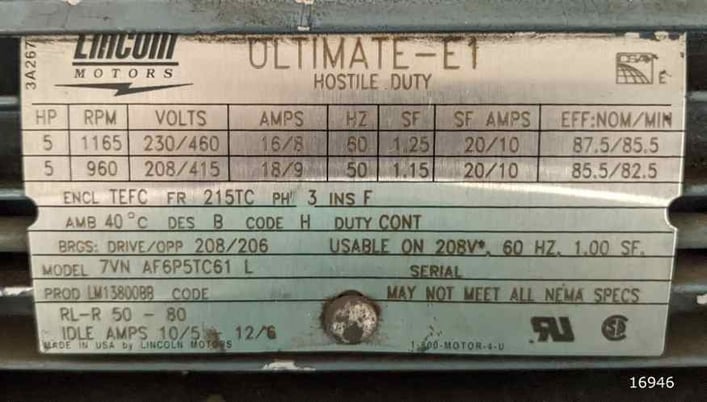 3A267
LINCOLN ULTIMATE-E1
MOTORS HOSTILE DUTY
HP RPM VOLTS AMPS HZ SF SF AMPS EFF:NOM/MIN
5 1165 230/460 16/8 60 1.25 20/10 87.5/85.5
5 960 208/415 18/9 50 1.15 20/10 85.5/82.5
ENCL TEFC FR 215TC PH 3 INS F
AMB 40°C DES B CODE H DUTY CONT
BRGS: DRIVE/OPP 208/206 USABLE ON 208V*, 60 HZ, 1.00 SF.
MODEL 7VN AF6P5TC61 L SERIAL
PROD LM13800BB CODE MAY NOT MEET ALL NEMA SPECS
RL-R 50 - 80
IDLE AMPS 10/5 - 12/6
MADE IN USA by LINCOLN MOTORS 1-800-MOTOR-4-U
16946